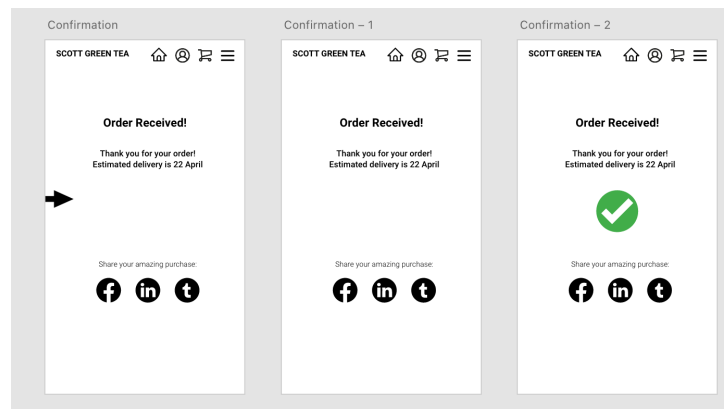 Confirmation
SCOTT GREEN TEA
Order Received!
Thank you for your order!
Estimated delivery is 22 April
Share your amazing purchase:
f
in
t
Confirmation – 1
SCOTT GREEN TEA
Order Received!
Thank you for your order!
Estimated delivery is 22 April
Share your amazing purchase:
f
in
t
Confirmation – 2
SCOTT GREEN TEA
Order Received!
Thank you for your order!
Estimated delivery is 22 April
Share your amazing purchase:
f
in
t